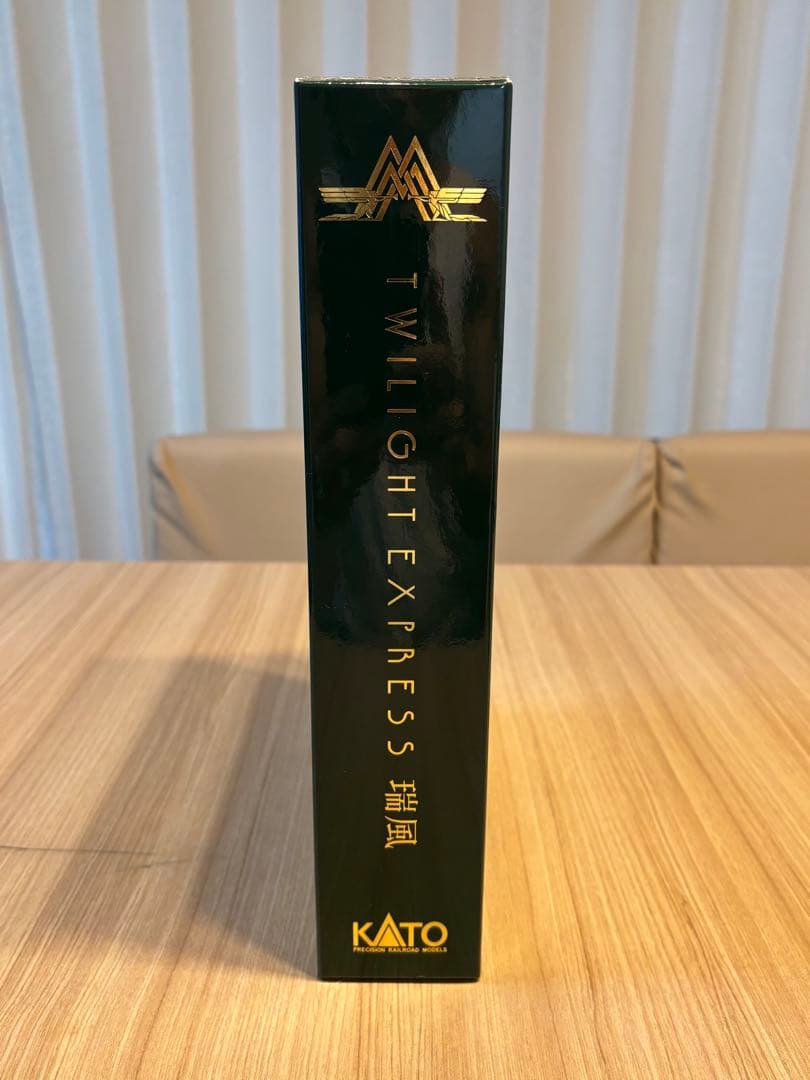 TWILIGHT EXPRESS 瑞風
KATO
PRECISION RAILROAD MODELS